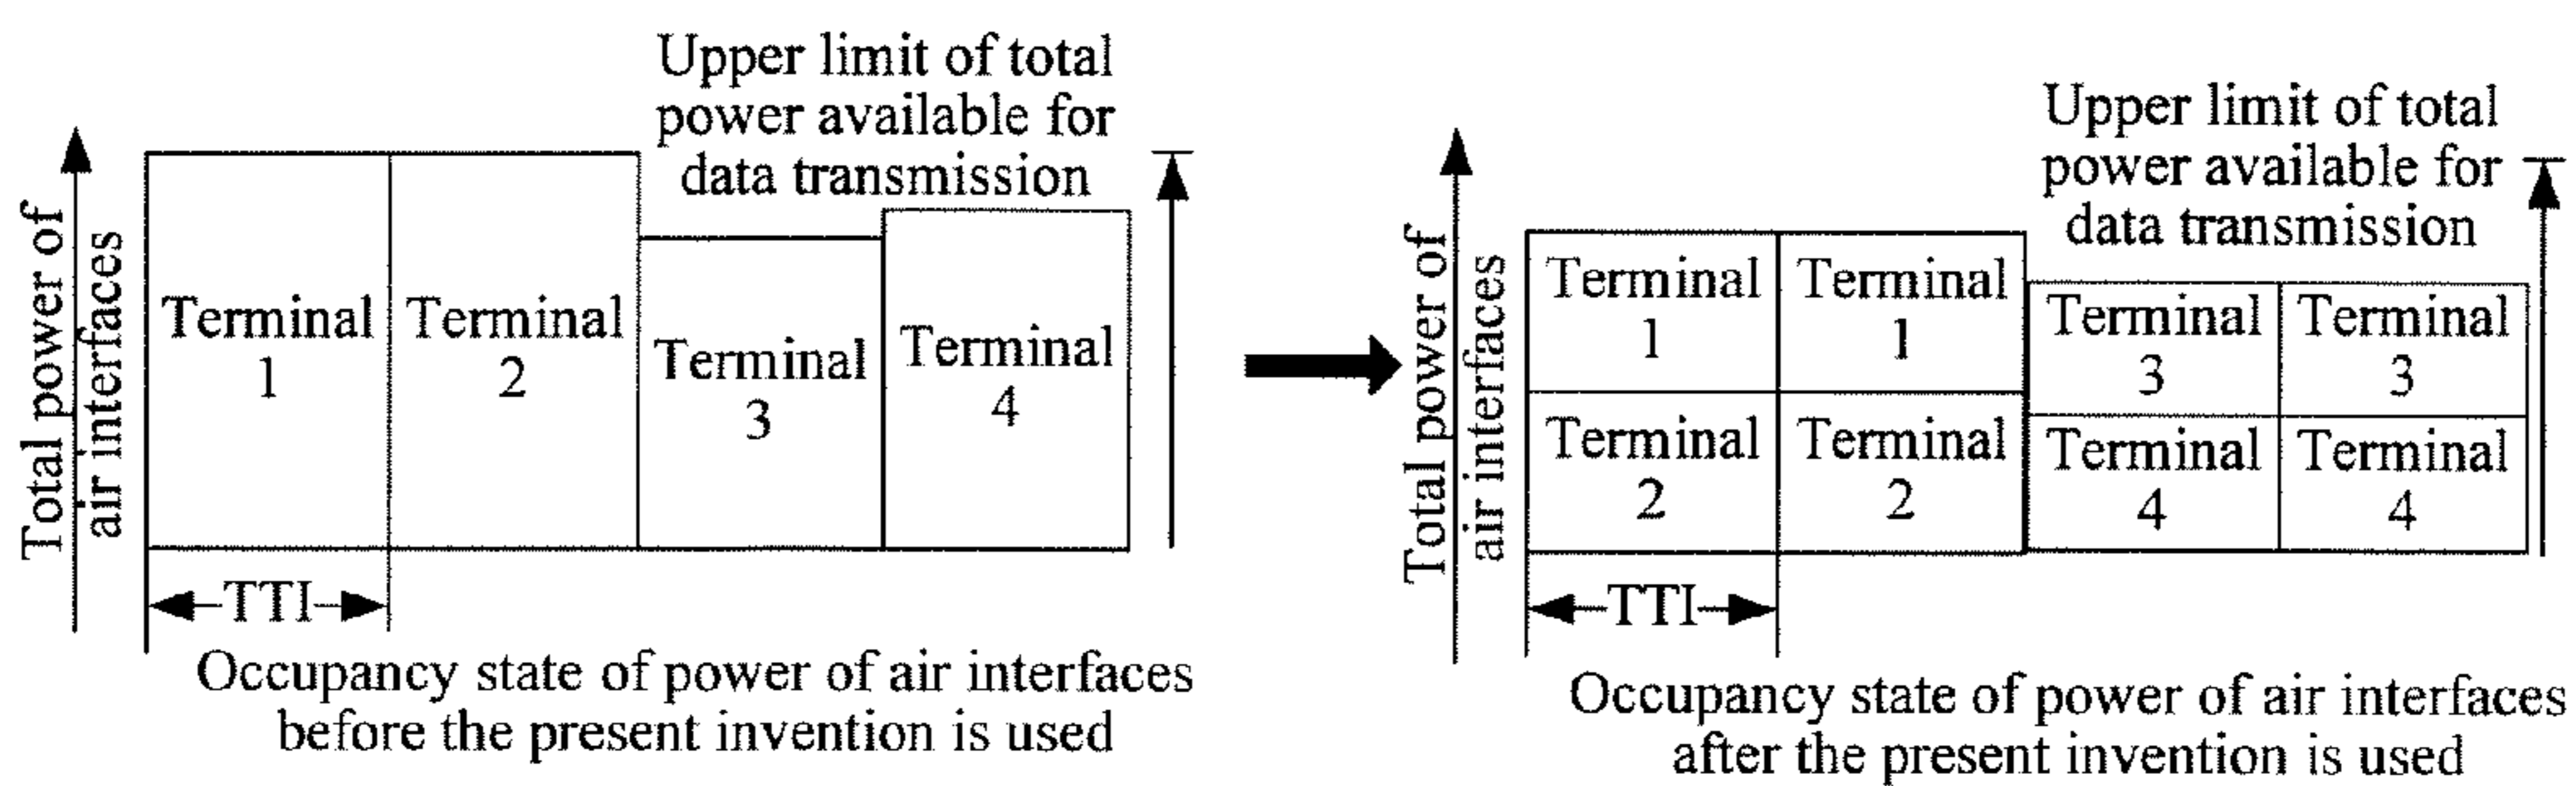 Total power of
air interfaces
Upper limit of total
power available for
data transmission
Terminal
1
Terminal
2
Terminal
3
Terminal
4
TTI
Occupancy state of power of air interfaces
before the present invention is used
Total power of
air interfaces
Upper limit of total
power available for
data transmission
Terminal
1
Terminal
1
Terminal
2
Terminal
2
Terminal
3
Terminal
3
Terminal
4
Terminal
4
TTI
Occupancy state of power of air interfaces
after the present invention is used